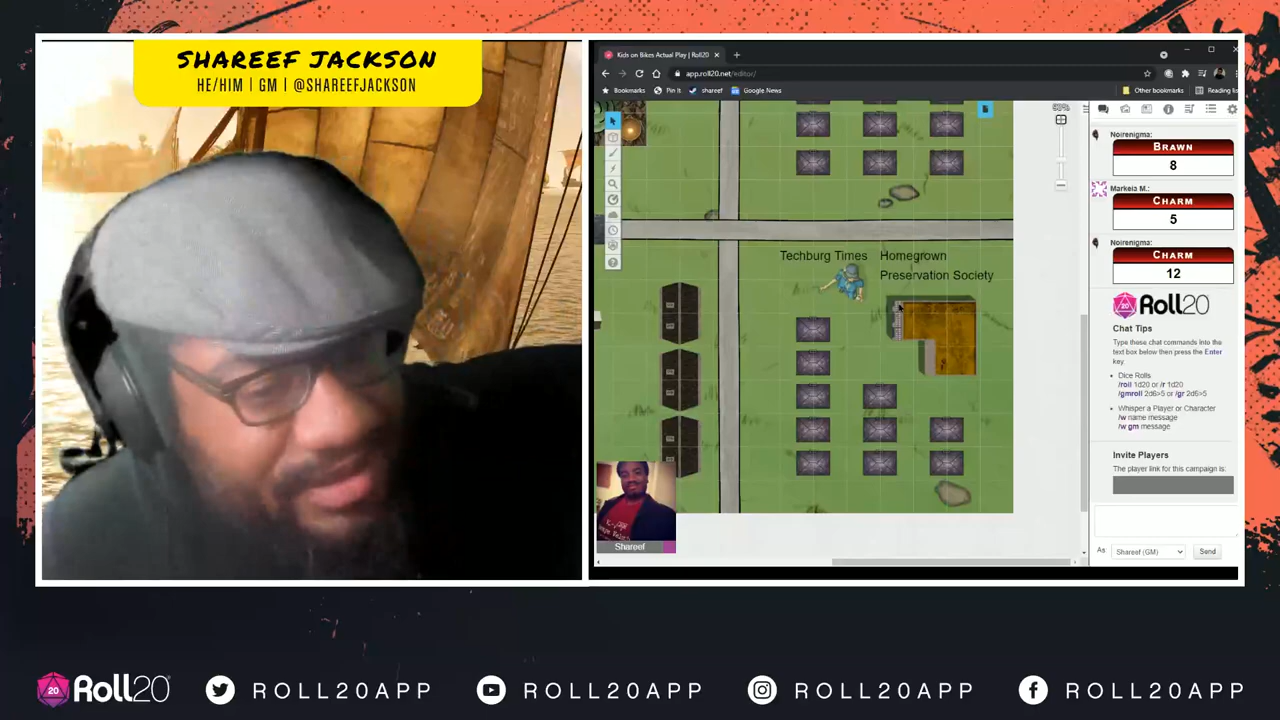 SHAREEF JACKSON
HE/HIM | GM | @SHAREEFJACKSON
Kids on Bikes Actual Play | Roll20
app.roll20.net/editor/
Bookmarks
Pin It
shareef
Google News
Other bookmarks
Reading list
Techburg Times
Homegrown
Preservation Society
Shareef
Noirenigma:
BRAWN
8
Markeia M.:
CHARM
5
Noirenigma:
CHARM
12
Roll20
Chat Tips
Type these chat commands into the
text box below then press the Enter
key.
• Dice Rolls
/roll 1d20 or /r 1d20
/gmroll 2d6>5 or /gr 2d6>5
• Whisper a Player or Character
/w name message
/w gm message
Invite Players
The player link for this campaign is:
As:
Shareef (GM)
Send
20
Roll20
ROLL20APP
ROLL20APP
ROLL20APP
ROLL20APP